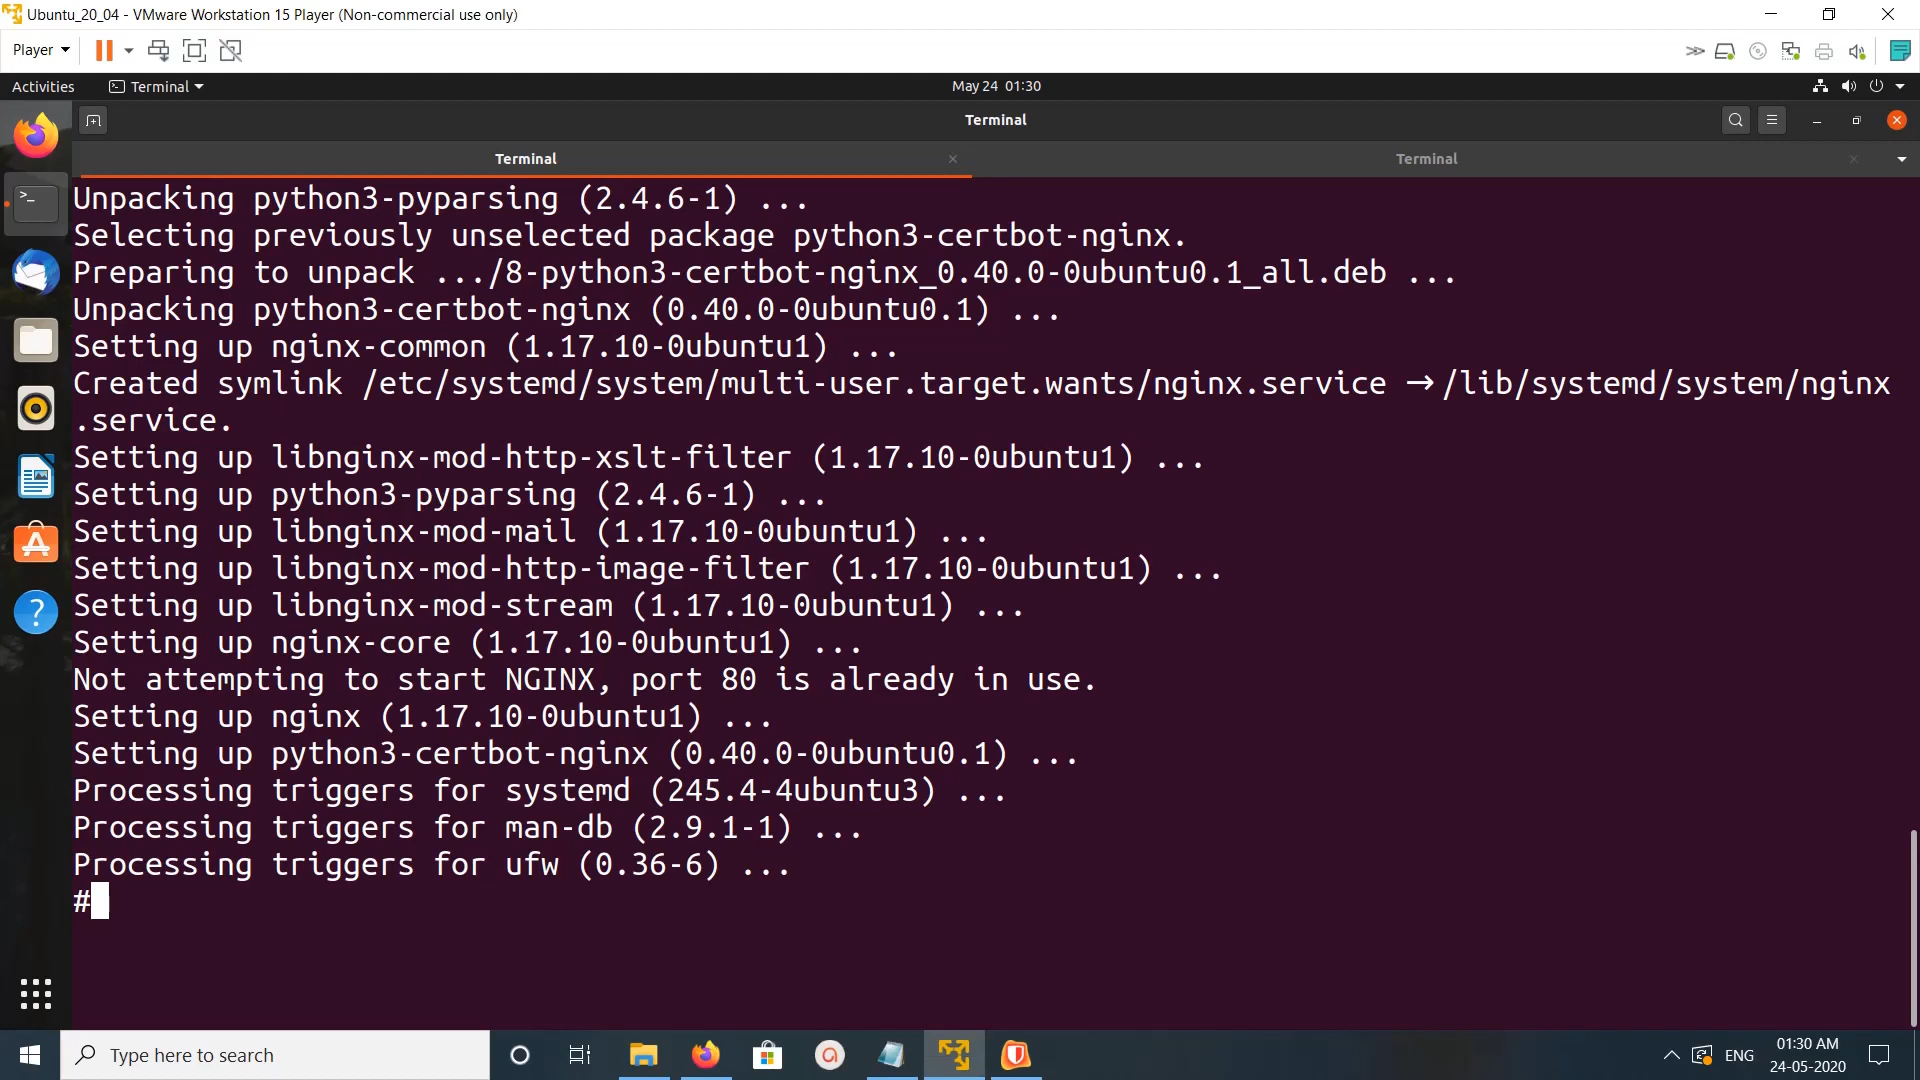 Ubuntu_20_04 - VMware Workstation 15 Player (Non-commercial use only)
Player
Activities
Terminal
May 24 01:30
Terminal
Terminal
Terminal
Unpacking python3-pyparsing (2.4.6-1) ...
Selecting previously unselected package python3-certbot-nginx.
Preparing to unpack .../8-python3-certbot-nginx_0.40.0-0ubuntu0.1_all.deb ...
Unpacking python3-certbot-nginx (0.40.0-0ubuntu0.1) ...
Setting up nginx-common (1.17.10-0ubuntu1) ...
Created symlink /etc/systemd/system/multi-user.target.wants/nginx.service → /lib/systemd/system/nginx
.service.
Setting up libnginx-mod-http-xslt-filter (1.17.10-0ubuntu1) ...
Setting up python3-pyparsing (2.4.6-1) ...
Setting up libnginx-mod-mail (1.17.10-0ubuntu1) ...
Setting up libnginx-mod-http-image-filter (1.17.10-0ubuntu1) ...
Setting up libnginx-mod-stream (1.17.10-0ubuntu1) ...
Setting up nginx-core (1.17.10-0ubuntu1) ...
Not attempting to start NGINX, port 80 is already in use.
Setting up nginx (1.17.10-0ubuntu1) ...
Setting up python3-certbot-nginx (0.40.0-0ubuntu0.1) ...
Processing triggers for systemd (245.4-4ubuntu3) ...
Processing triggers for man-db (2.9.1-1) ...
Processing triggers for ufw (0.36-6) ...
#
Type here to search
ENG
01:30 AM
24-05-2020